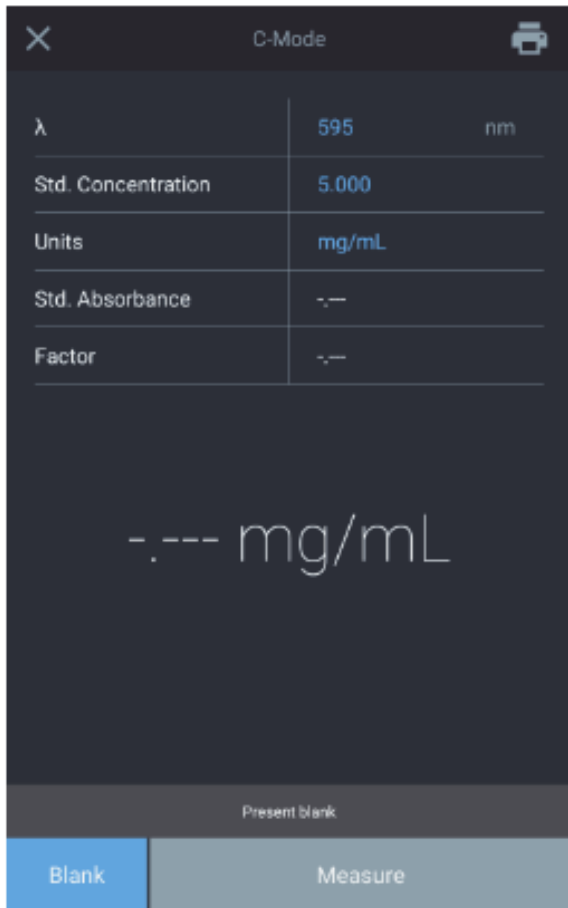 C-Mode
λ 595 nm
Std. Concentration 5.000
Units mg/mL
Std. Absorbance -.---
Factor -.---
-.--- mg/mL
Present blank
Blank Measure